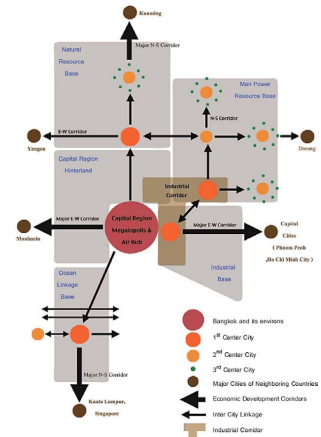 Kunming
Natural
Resource
Base
Major N-S Corridor
Man Power
Resource Base
N-S Corridor
E-W Corridor
Yangon
Danang
Capital Region
Hinterland
Industrial
Corridor
Capital Region
Megalopolis &
Air Hub
Major E W Corridor
Moulmein
Major E W Corridor
Capital
Cities
( Phnom Penh
,Ho Chi Minh City )
Ocean
Linkage
Base
Industrial
Base
Major N-S Corridor
Kuala Lumpur,
Singapore
Bangkok and its environs
1st Center City
2nd Center City
3rd Center City
Major Cities of Neighboring Countries
Economic Development Corridors
Inter City Linkage
Industrial Corridor